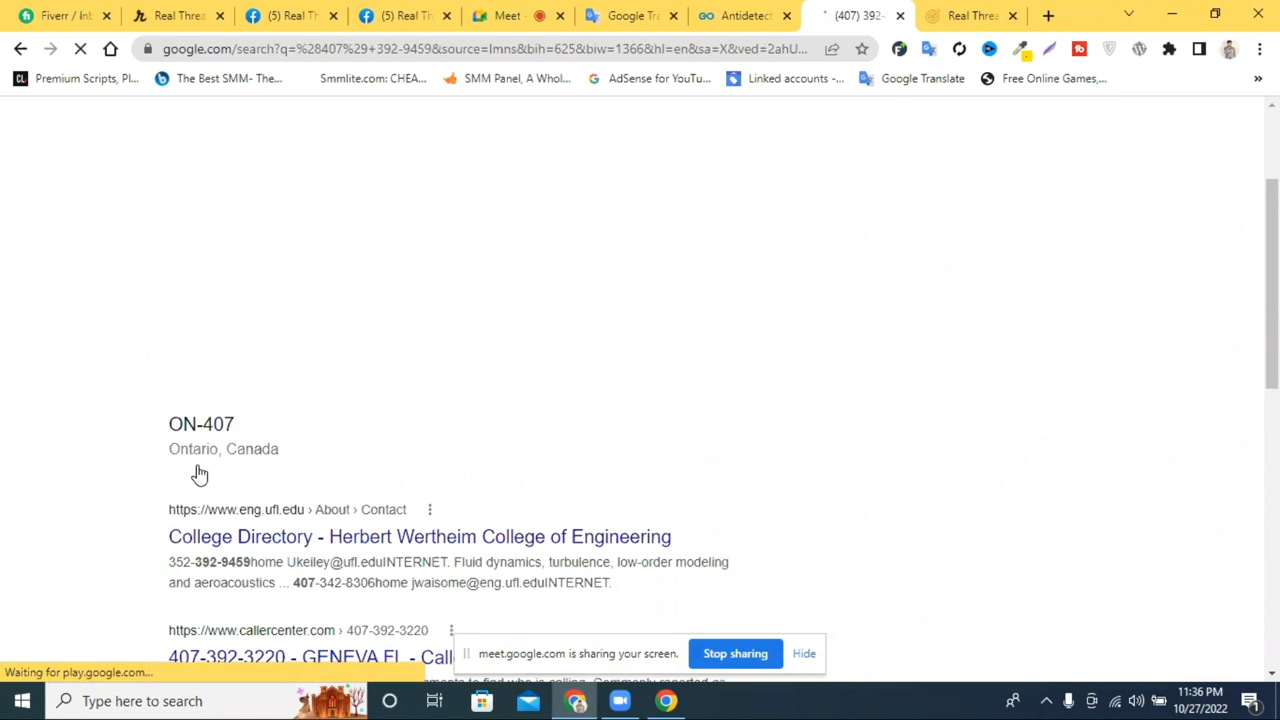 Fiverr / Int
Real Threa
(5) Real Th
(5) Real Th
Meet -
Google Tra
Antidetect
(407) 392-
Real Threa
google.com/search?q=%28407%29+392-9459&source=lmns&bih=625&biw=1366&hl=en&sa=X&ved=2ahU...
Premium Scripts, Pl...
The Best SMM- The...
Smmlite.com: CHEA...
SMM Panel, A Whol...
AdSense for YouTu...
Linked accounts -...
Google Translate
Free Online Games,...
»
ON-407
Ontario, Canada
https://www.eng.ufl.edu › About › Contact
College Directory - Herbert Wertheim College of Engineering
352-392-9459home Ukeiley@ufl.eduINTERNET. Fluid dynamics, turbulence, low-order modeling
and aeroacoustics ... 407-342-8306home jwaisome@eng.ufl.eduINTERNET.
https://www.callercenter.com › 407-392-3220
407-392-3220 - GENEVA FL - Call
meet.google.com is sharing your screen.
Stop sharing
Hide
Waiting for play.google.com...
Type here to search
11:36 PM
10/27/2022
1